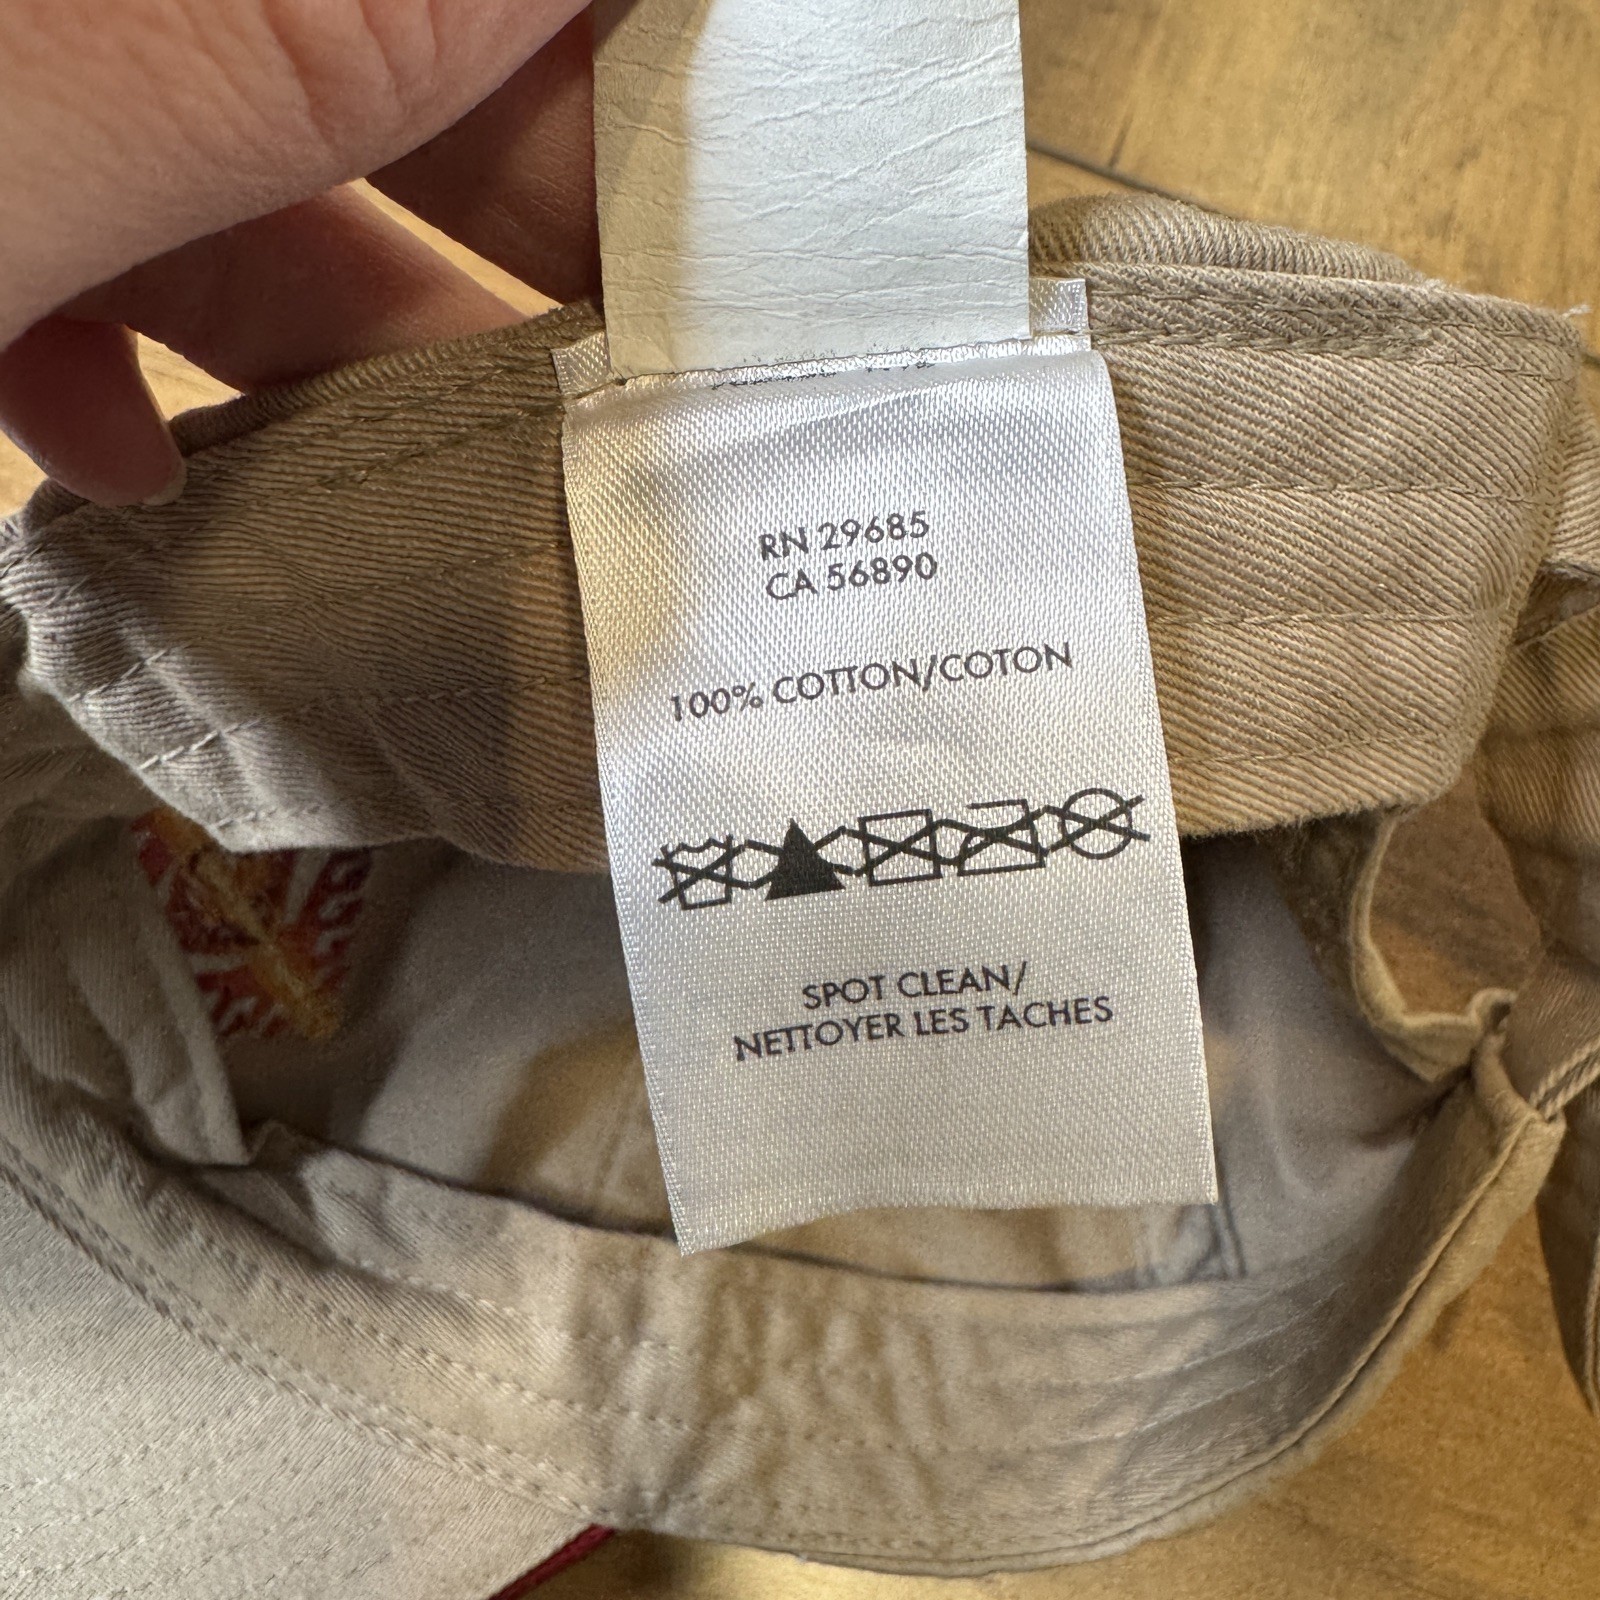 RN 29685
CA 56890
100% COTTON/COTON
SPOT CLEAN/
NETTOYER LES TACHES